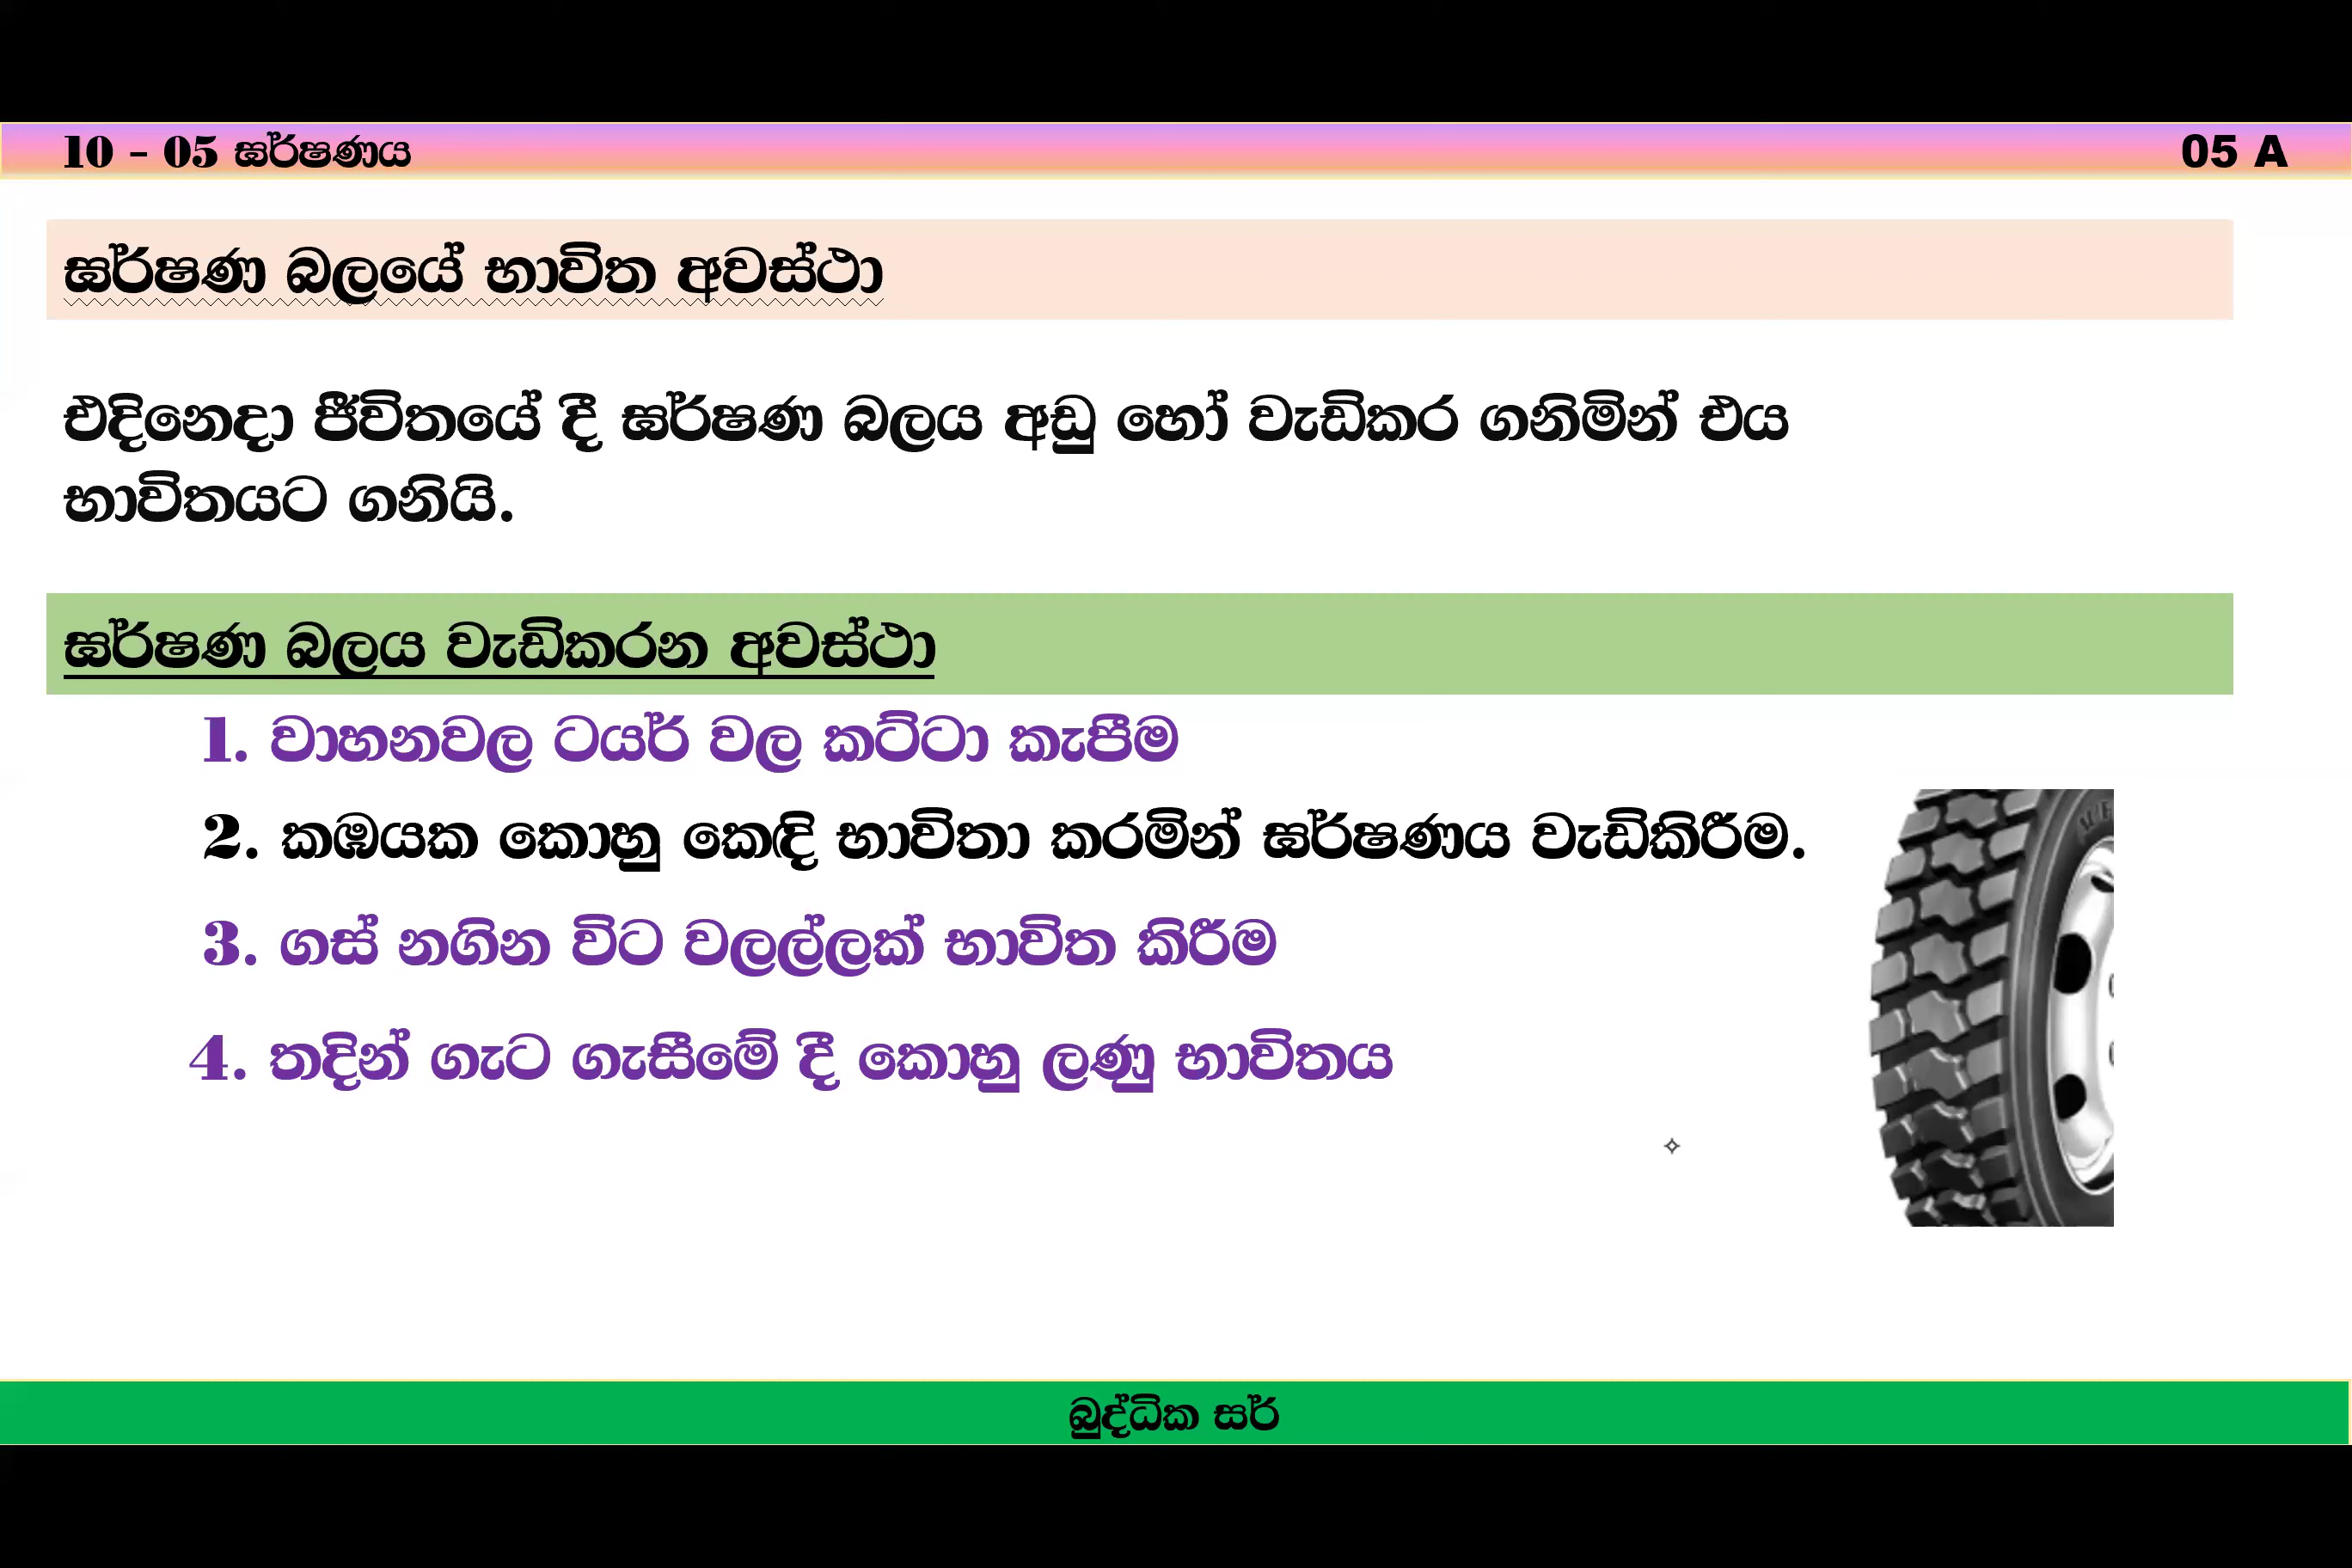 10 - 05 ඝර්ෂණය
05 A
ඝර්ෂණ බලයේ භාවිත අවස්ථා
එදිනෙදා ජීවිතයේ දී ඝර්ෂණ බලය අඩු හෝ වැඩිකර ගනිමින් එය
භාවිතයට ගනියි.
ඝර්ෂණ බලය වැඩිකරන අවස්ථා
1. වාහනවල ටයර් වල කට්ටා කැපීම
2. කඹයක කොහු කෙඳි භාවිතා කරමින් ඝර්ෂණය වැඩිකිරීම.
3. ගස් නගින විට වලල්ලක් භාවිත කිරීම
4. තදින් ගැට ගැසීමේ දී කොහු ලණු භාවිතය
බුද්ධික සර්